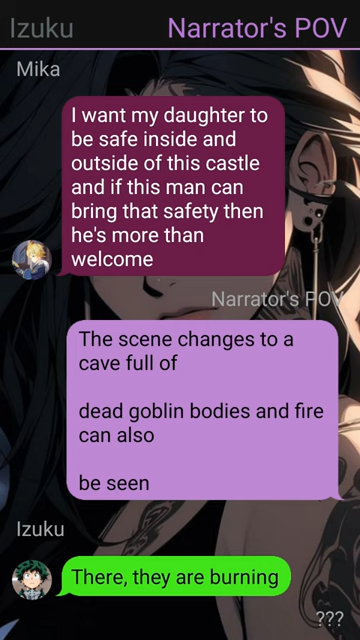 Izuku
Narrator's POV
Mika
I want my daughter to
be safe inside and
outside of this castle
and if this man can
bring that safety then
he's more than
welcome
Narrator's POV
The scene changes to a
cave full of
dead goblin bodies and fire
can also
be seen
Izuku
There, they are burning
???